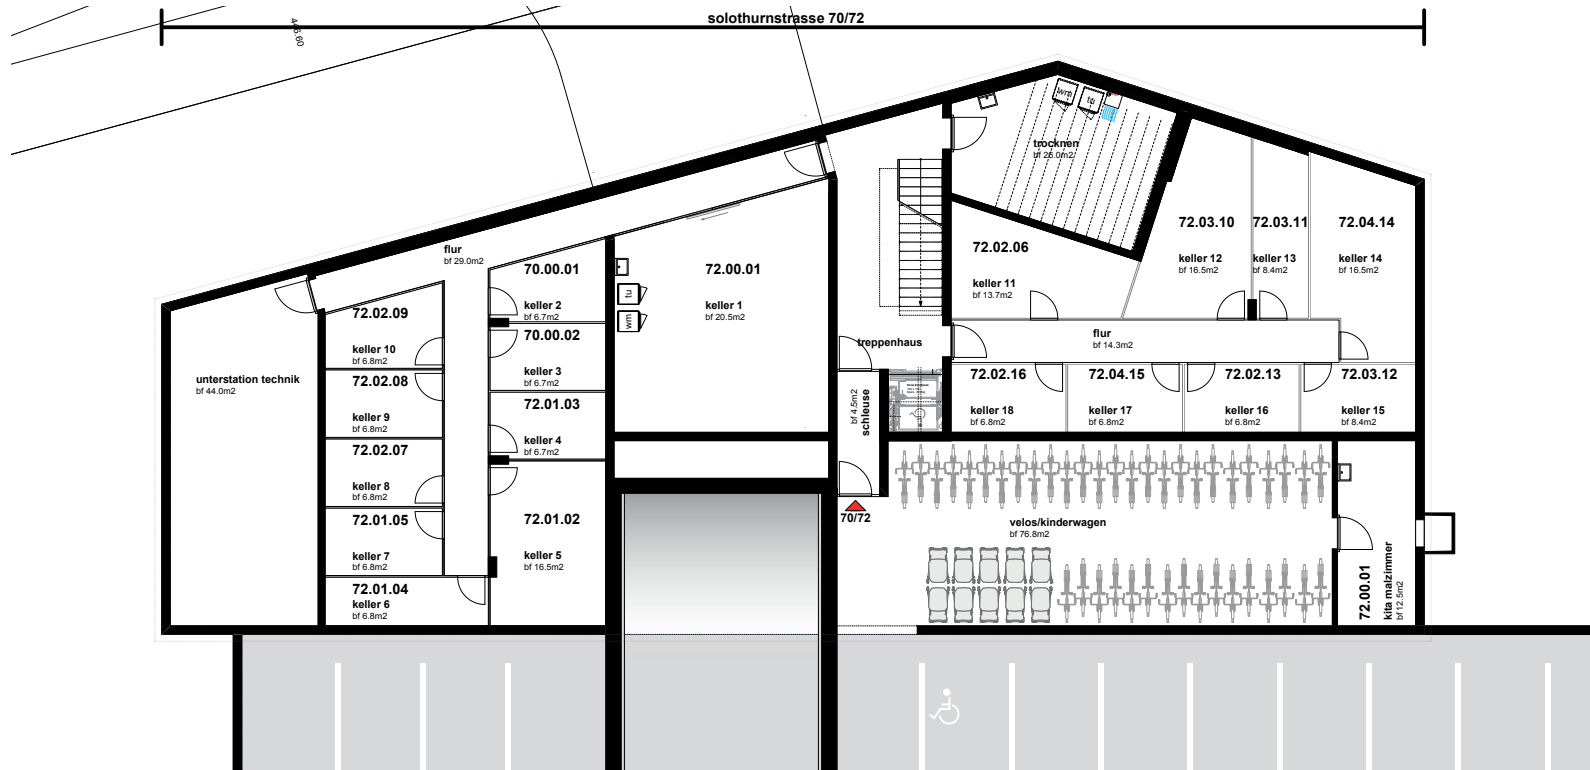 solothurnstrasse 70/72
446.60
wm
tu
trocknen
bf 26.0m2
flur
bf 29.0m2
70.00.01
keller 2
bf 6.7m2
70.00.02
keller 3
bf 6.7m2
72.01.03
keller 4
bf 6.7m2
72.01.02
keller 5
bf 16.5m2
72.00.01
keller 1
bf 20.5m2
tu
wm
72.02.09
keller 10
bf 6.8m2
72.02.08
keller 9
bf 6.8m2
72.02.07
keller 8
bf 6.8m2
72.01.05
keller 7
bf 6.8m2
72.01.04
keller 6
bf 6.8m2
unterstation technik
bf 44.0m2
treppenhaus
schleuse
bf 4.5m2
70/72
72.02.06
keller 11
bf 13.7m2
72.03.10
keller 12
bf 16.5m2
72.03.11
keller 13
bf 8.4m2
72.04.14
keller 14
bf 16.5m2
flur
bf 14.3m2
72.02.16
keller 18
bf 6.8m2
72.04.15
keller 17
bf 6.8m2
72.02.13
keller 16
bf 6.8m2
72.03.12
keller 15
bf 8.4m2
velos/kinderwagen
bf 76.8m2
72.00.01
kita malzimmer
bf 12.5m2